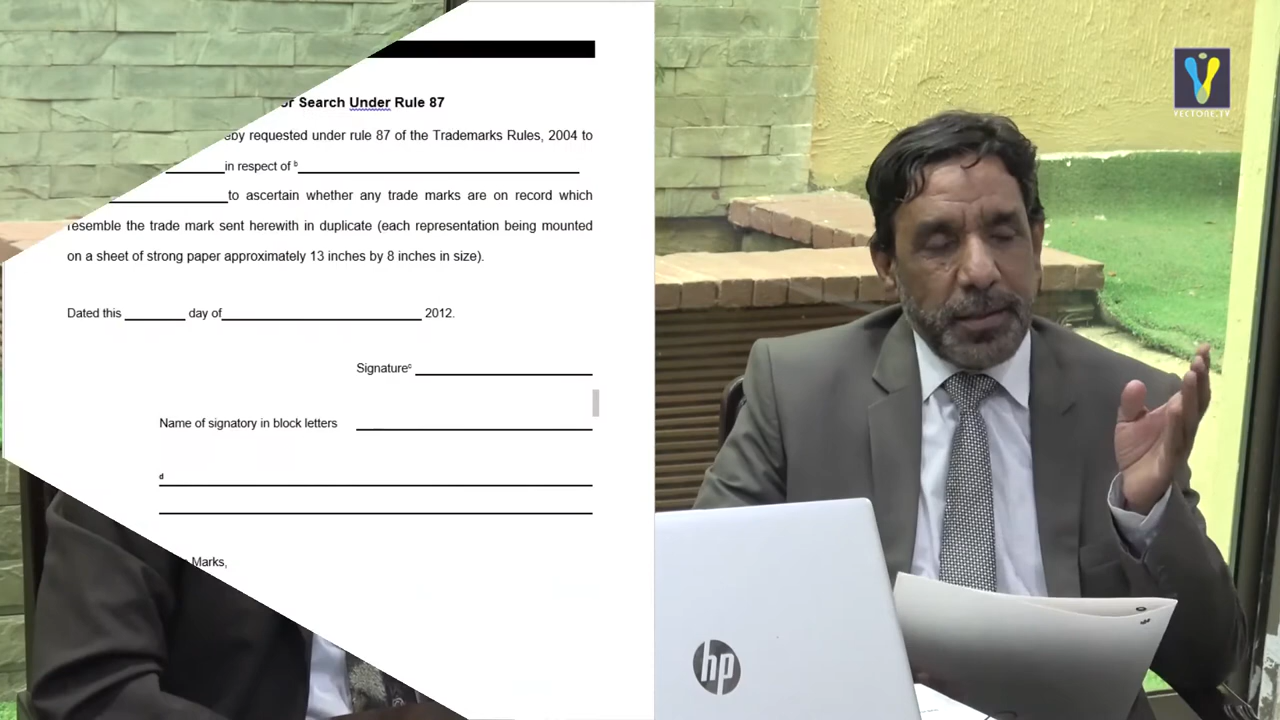 or Search Under Rule 87
eby requested under rule 87 of the Trademarks Rules, 2004 to
in respect of b
to ascertain whether any trade marks are on record which
resemble the trade mark sent herewith in duplicate (each representation being mounted
on a sheet of strong paper approximately 13 inches by 8 inches in size).
Dated this day of 2012.
Signature c
Name of signatory in block letters
d
Marks,
VECTORE.TV
hp